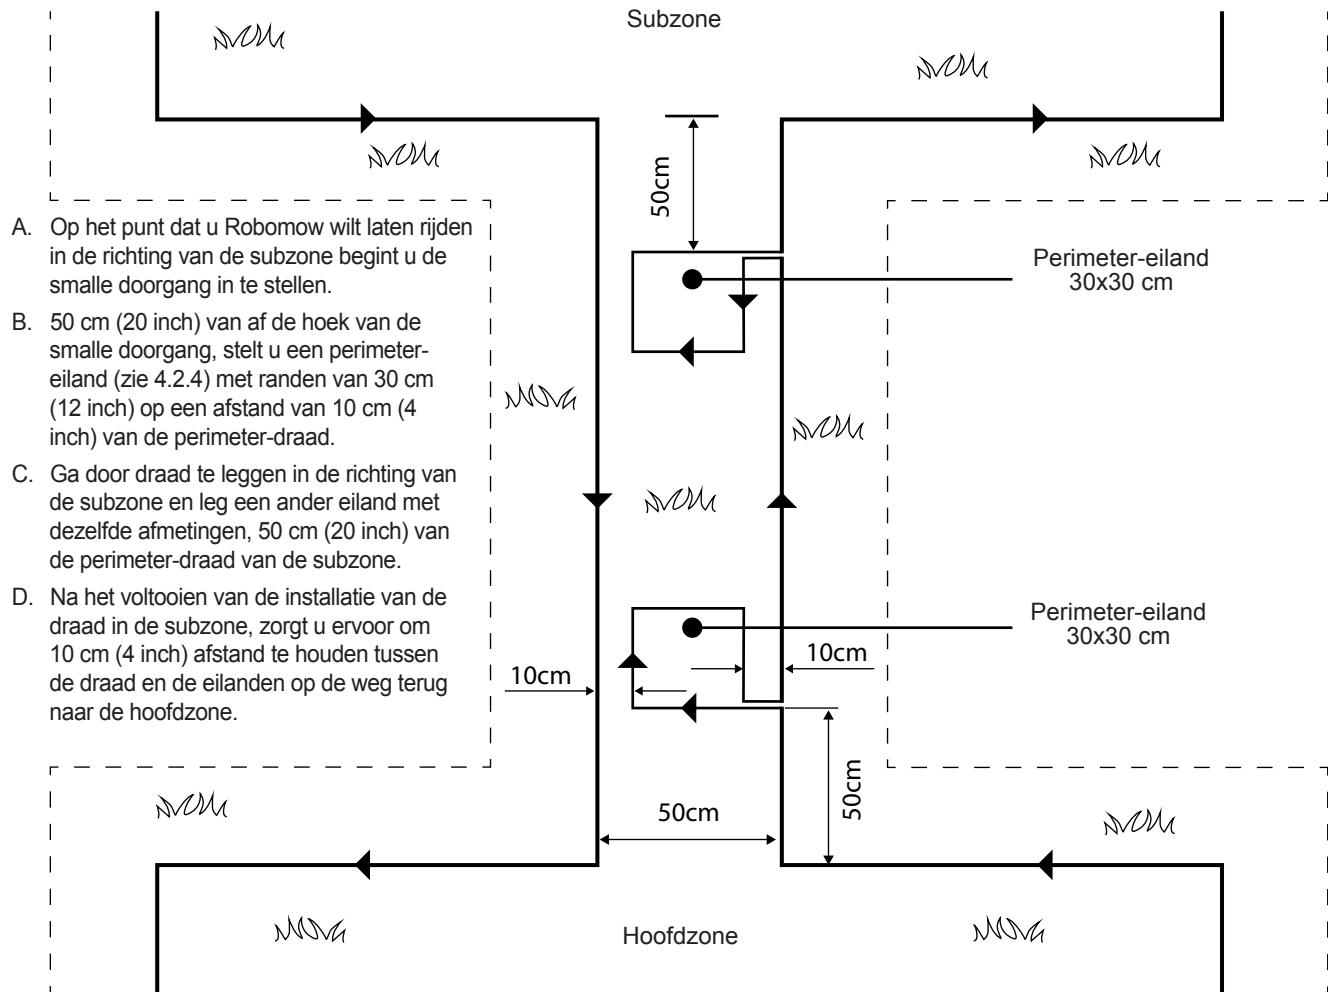 Subzone
50cm
A. Op het punt dat u Robomow wilt laten rijden
in de richting van de subzone begint u de
smalle doorgang in te stellen.
B. 50 cm (20 inch) van af de hoek van de
smalle doorgang, stelt u een perimeter-
eiland (zie 4.2.4) met randen van 30 cm
(12 inch) op een afstand van 10 cm (4
inch) van de perimeter-draad.
C. Ga door draad te leggen in de richting van
de subzone en leg een ander eiland met
dezelfde afmetingen, 50 cm (20 inch) van
de perimeter-draad van de subzone.
D. Na het voltooien van de installatie van de
draad in de subzone, zorgt u ervoor om
10 cm (4 inch) afstand te houden tussen
de draad en de eilanden op de weg terug
naar de hoofdzone.
Perimeter-eiland
30x30 cm
Perimeter-eiland
30x30 cm
10cm
10cm
50cm
50cm
Hoofdzone